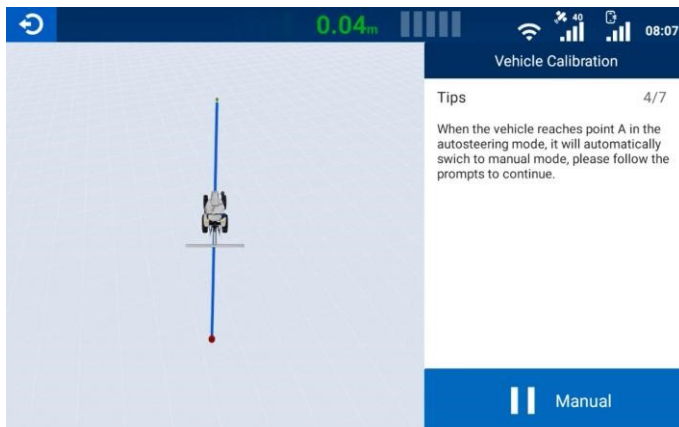 0.04m
40
08:07
Vehicle Calibration
Tips 4/7
When the vehicle reaches point A in the
autosteering mode, it will automatically
swich to manual mode, please follow the
prompts to continue.
Manual